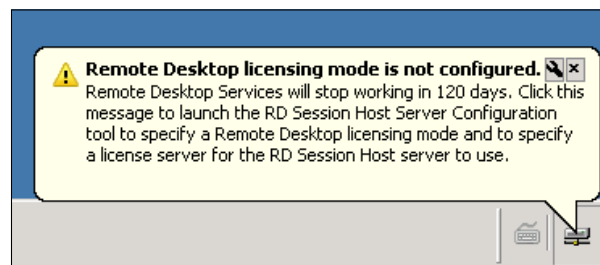 Remote Desktop licensing mode is not configured.
Remote Desktop Services will stop working in 120 days. Click this
message to launch the RD Session Host Server Configuration
tool to specify a Remote Desktop licensing mode and to specify
a license server for the RD Session Host server to use.